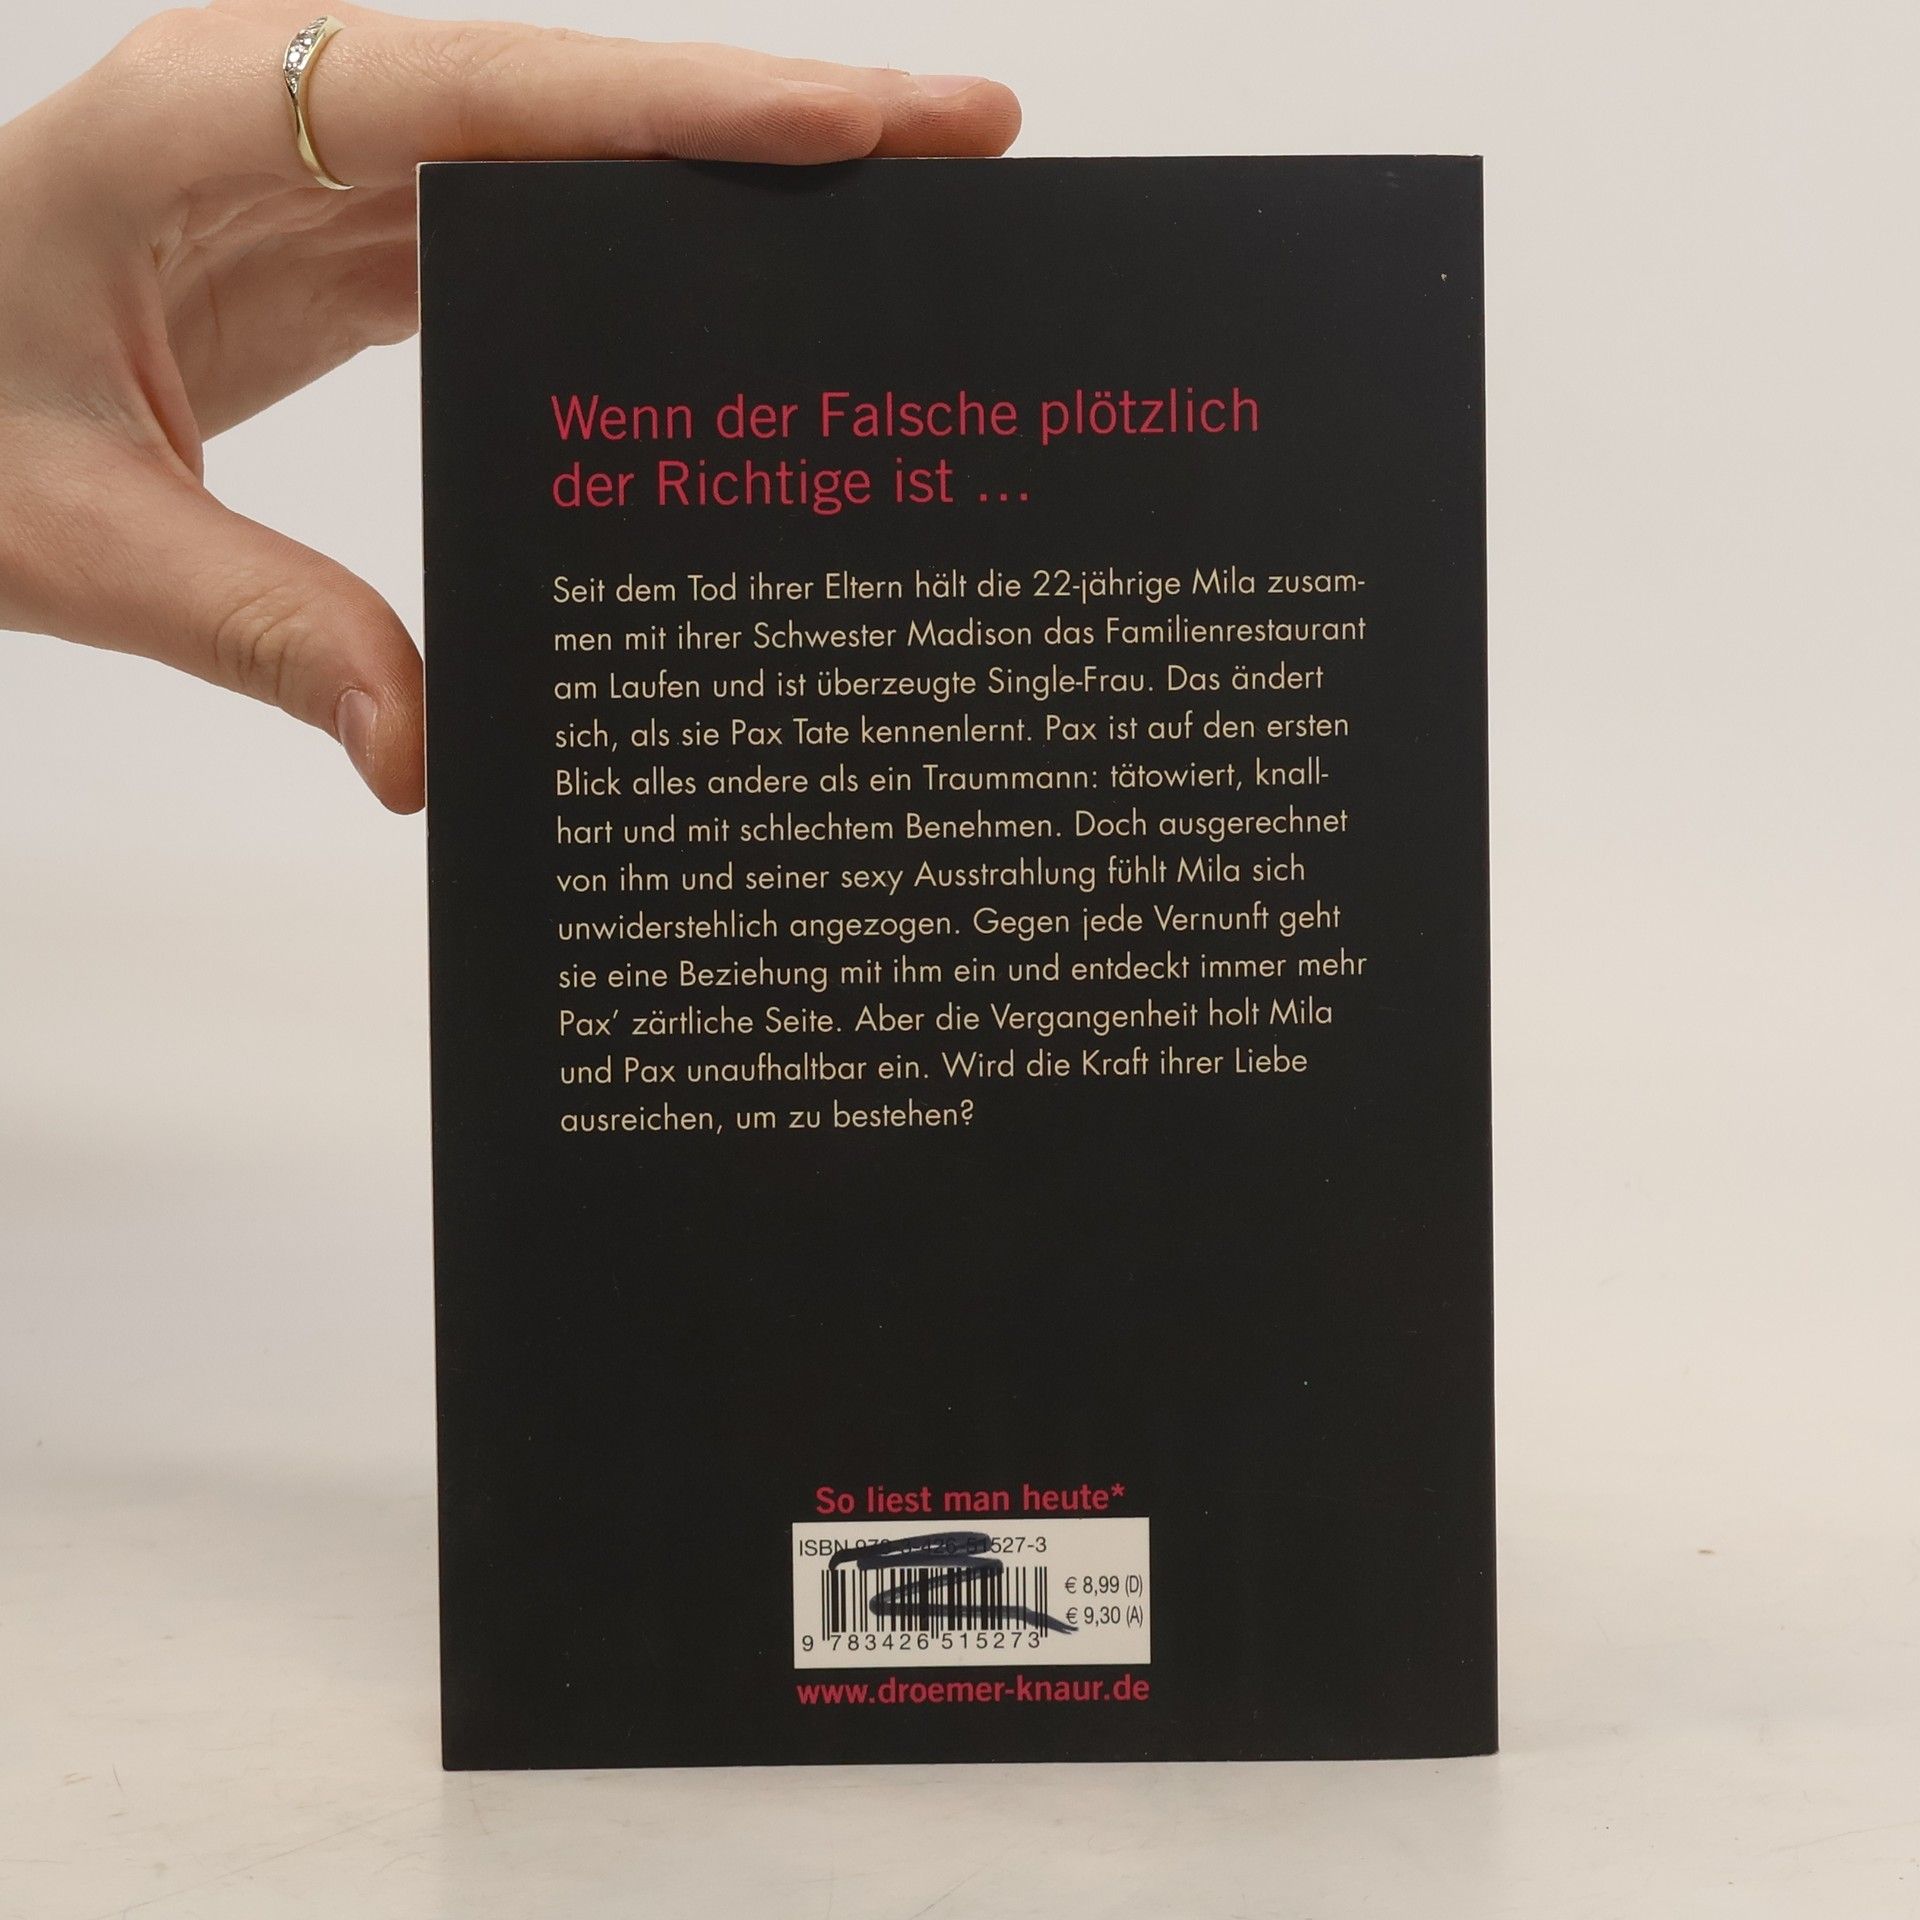 Wenn der Falsche plötzlich
der Richtige ist ...
Seit dem Tod ihrer Eltern hält die 22-jährige Mila zusam-
men mit ihrer Schwester Madison das Familienrestaurant
am Laufen und ist überzeugte Single-Frau. Das ändert
sich, als sie Pax Tate kennenlernt. Pax ist auf den ersten
Blick alles andere als ein Traummann: tätowiert, knall-
hart und mit schlechtem Benehmen. Doch ausgerechnet
von ihm und seiner sexy Ausstrahlung fühlt Mila sich
unwiderstehlich angezogen. Gegen jede Vernunft geht
sie eine Beziehung mit ihm ein und entdeckt immer mehr
Pax’ zärtliche Seite. Aber die Vergangenheit holt Mila
und Pax unaufhaltbar ein. Wird die Kraft ihrer Liebe
ausreichen, um zu bestehen?
So liest man heute*
ISBN 978-3-426-51527-3
€ 8,99 (D)
€ 9,30 (A)
9 783426 515273
www.droemer-knaur.de